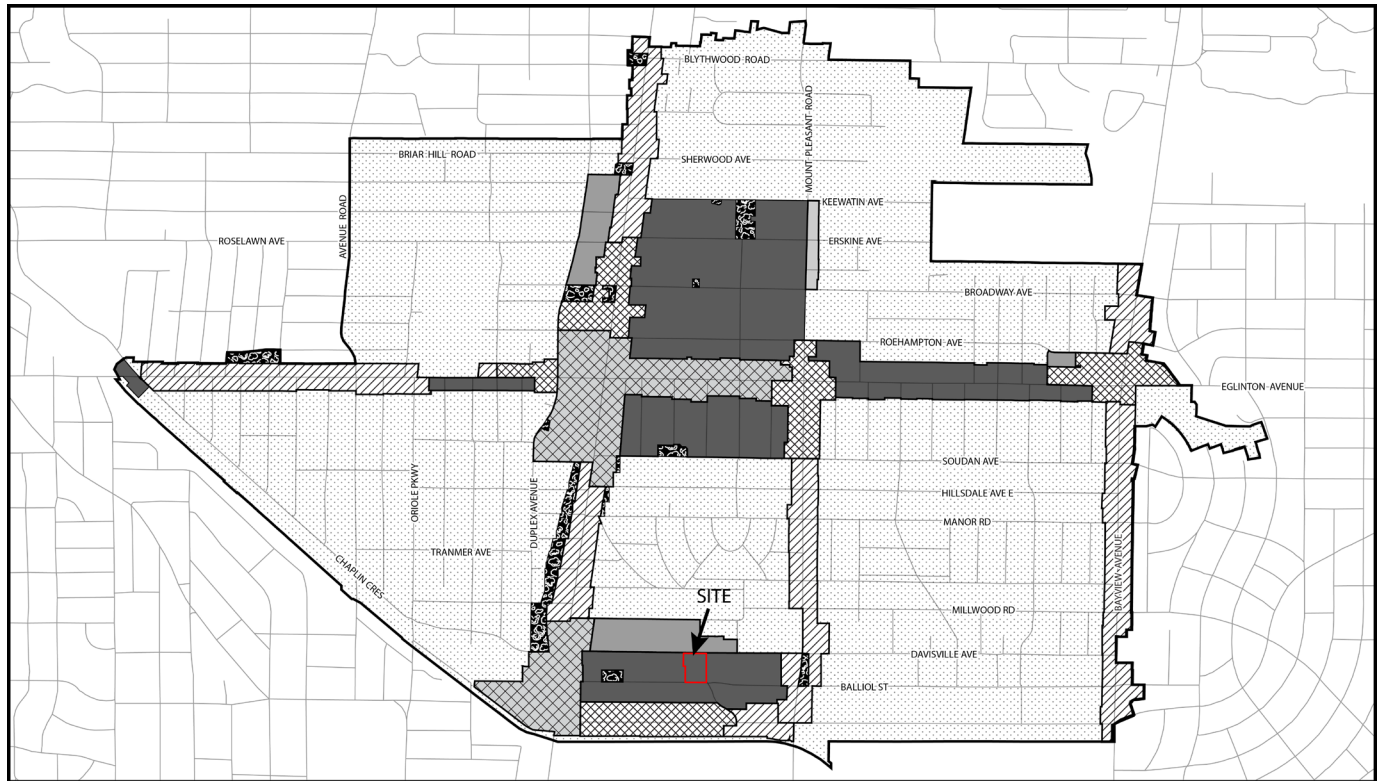 BLYTHWOOD ROAD
MOUNT PLEASANT ROAD
BRIAR HILL ROAD
SHERWOOD AVE
AVENUE ROAD
KEEWATIN AVE
ROSELAWN AVE
ERSKINE AVE
BROADWAY AVE
ROEHAMPTON AVE
EGLINTON AVENUE
ORIOLE PKWY
DUPLEX AVENUE
SOUDAN AVE
HILLSDALE AVE E
MANOR RD
TRANMER AVE
CHAPLIN CRES
BAYVIEW AVENUE
SITE
MILLWOOD RD
DAVISVILLE AVE
BALLIOL ST